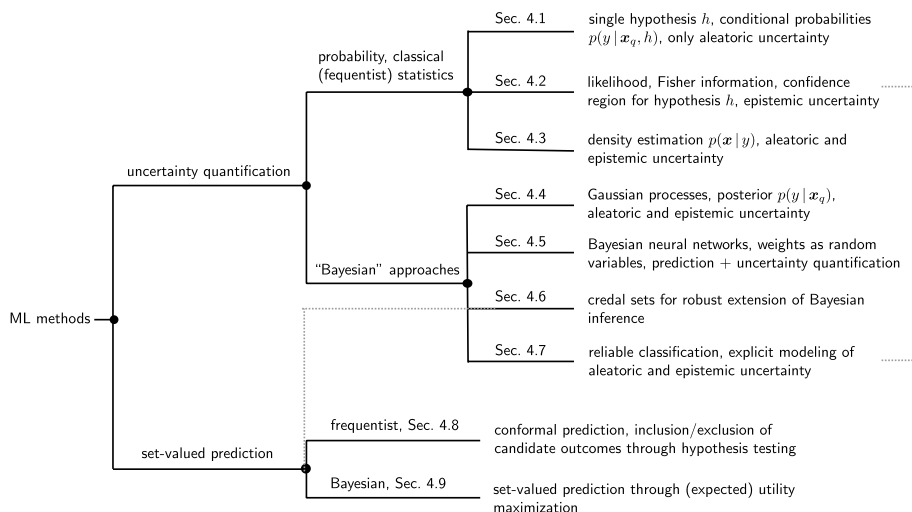 Sec. 4.1
single hypothesis h, conditional probabilities
p(y | x_q, h), only aleatoric uncertainty
probability, classical
(fequentist) statistics
Sec. 4.2
likelihood, Fisher information, confidence
region for hypothesis h, epistemic uncertainty
Sec. 4.3
density estimation p(x | y), aleatoric and
epistemic uncertainty
uncertainty quantification
Sec. 4.4
Gaussian processes, posterior p(y | x_q),
aleatoric and epistemic uncertainty
Sec. 4.5
Bayesian neural networks, weights as random
variables, prediction + uncertainty quantification
“Bayesian” approaches
Sec. 4.6
credal sets for robust extension of Bayesian
inference
ML methods
Sec. 4.7
reliable classification, explicit modeling of
aleatoric and epistemic uncertainty
frequentist, Sec. 4.8
conformal prediction, inclusion/exclusion of
candidate outcomes through hypothesis testing
set-valued prediction
Bayesian, Sec. 4.9
set-valued prediction through (expected) utility
maximization